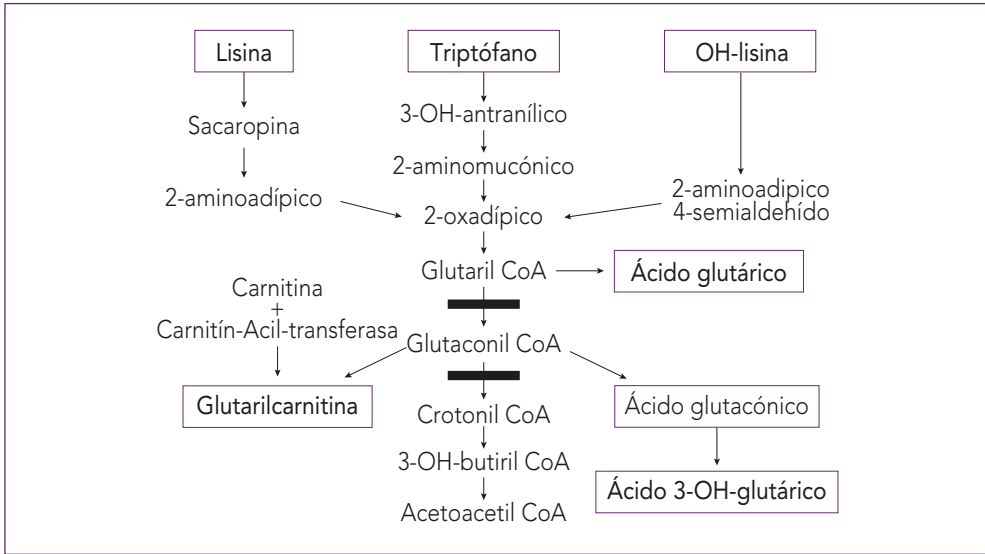 Lisina
Triptófano
OH-lisina
Sacaropina
3-OH-antranílico
2-aminomucónico
2-aminoadípico
2-oxadípico
2-aminoadipico
4-semialdehído
Glutaril CoA
Ácido glutárico
Carnitina
+
Carnitín-Acil-transferasa
Glutaconil CoA
Glutarilcarnitina
Crotonil CoA
Ácido glutacónico
3-OH-butiril CoA
Ácido 3-OH-glutárico
Acetoacetil CoA